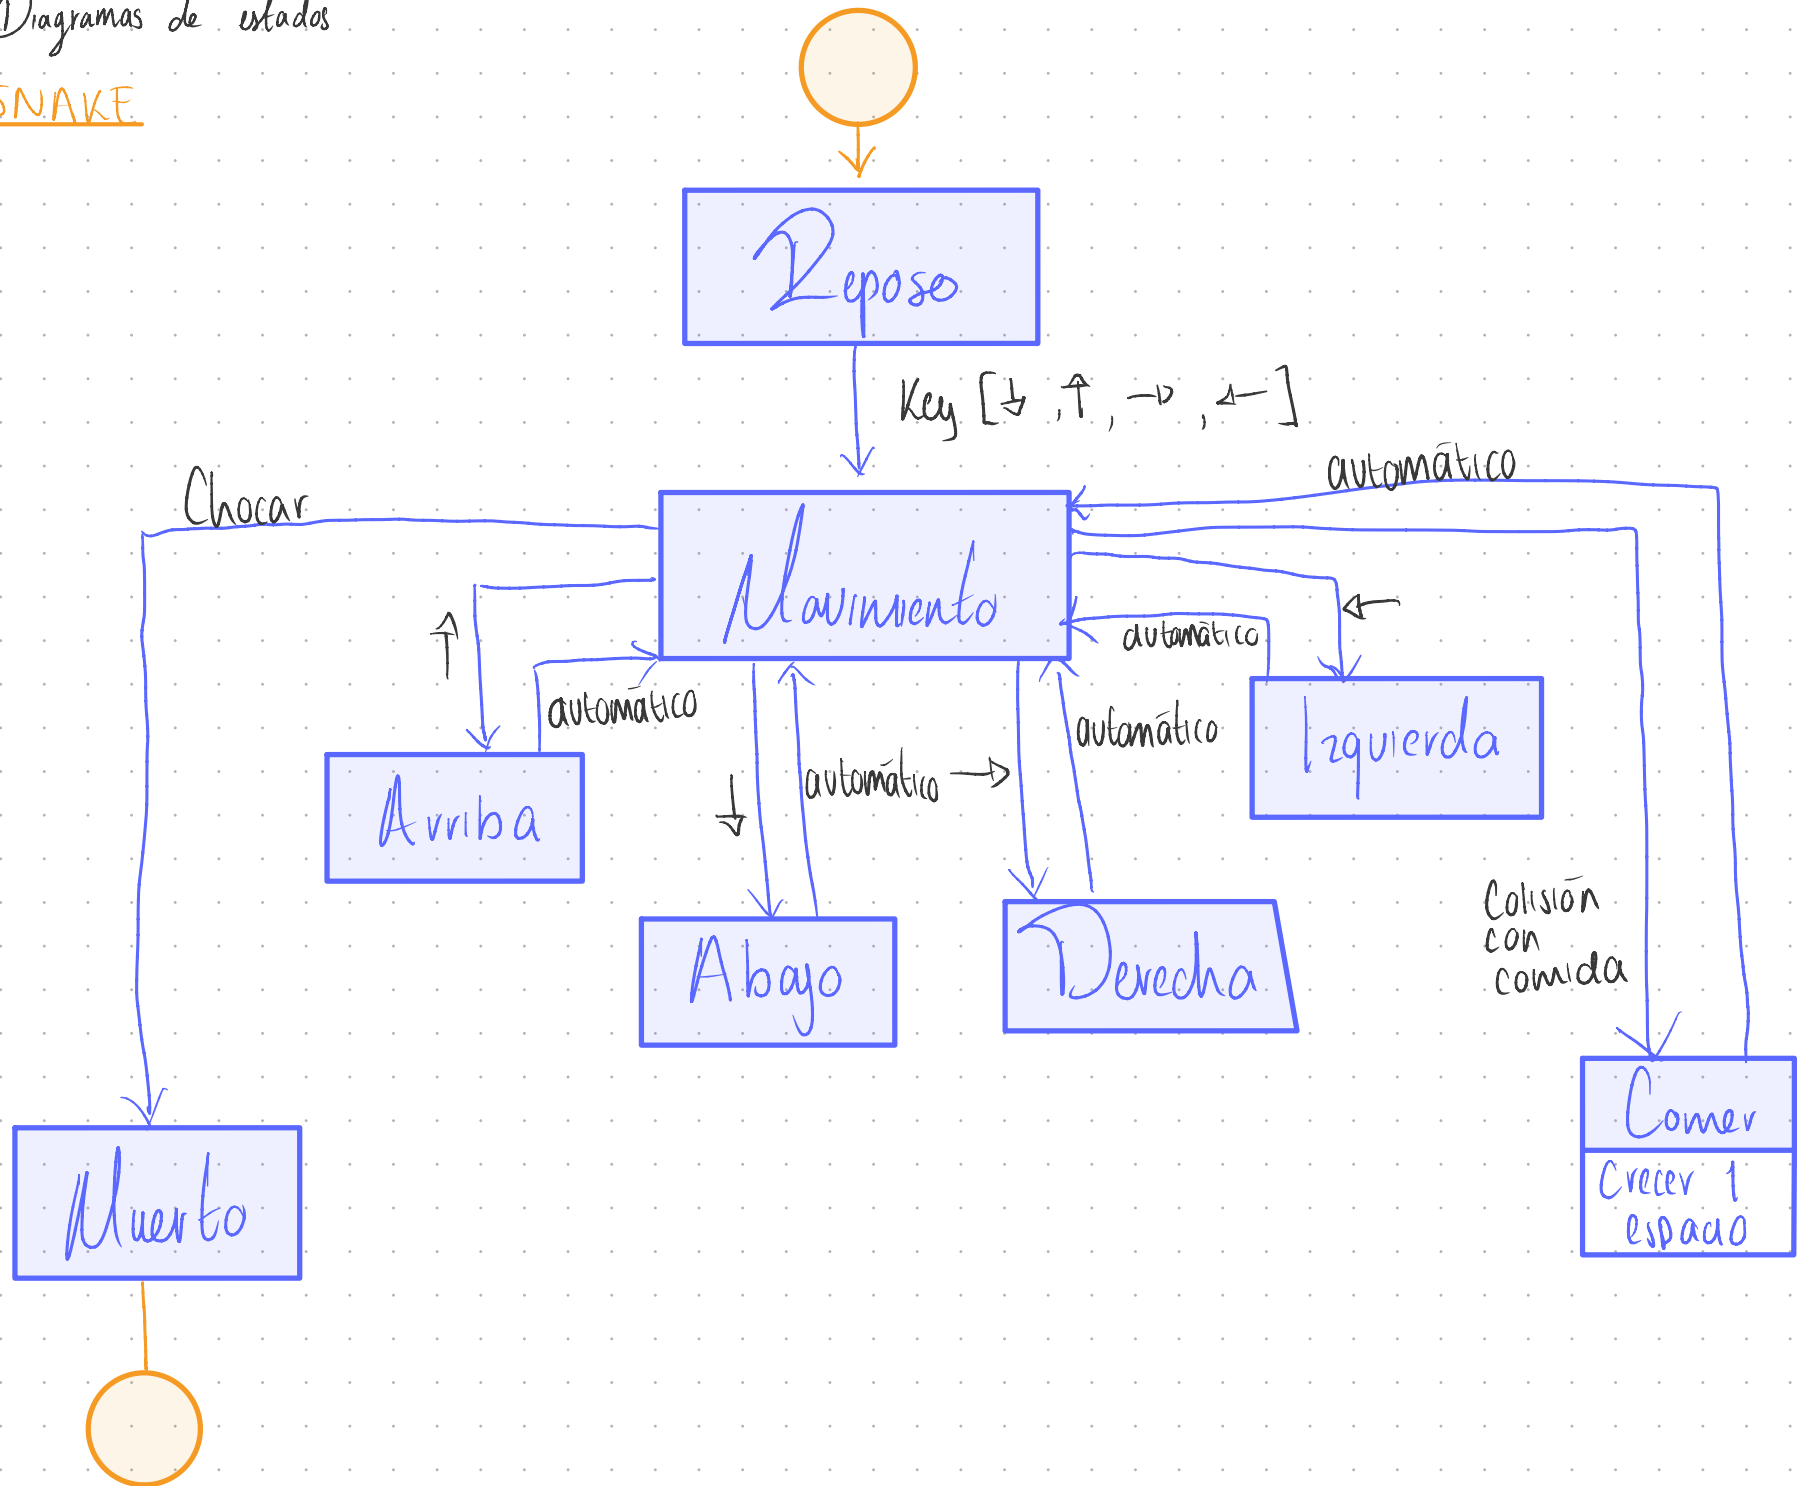 Diagramas de estados
SNAKE
Reposo
Key [↓, ↑, →, ←]
automático
Chocar
Movimiento
←
↑
automático
automático
automático
Izquierda
automático →
↓
Arriba
Colisión
con
comida
Abajo
Derecha
Comer
Muerto
Crecer 1
espacio